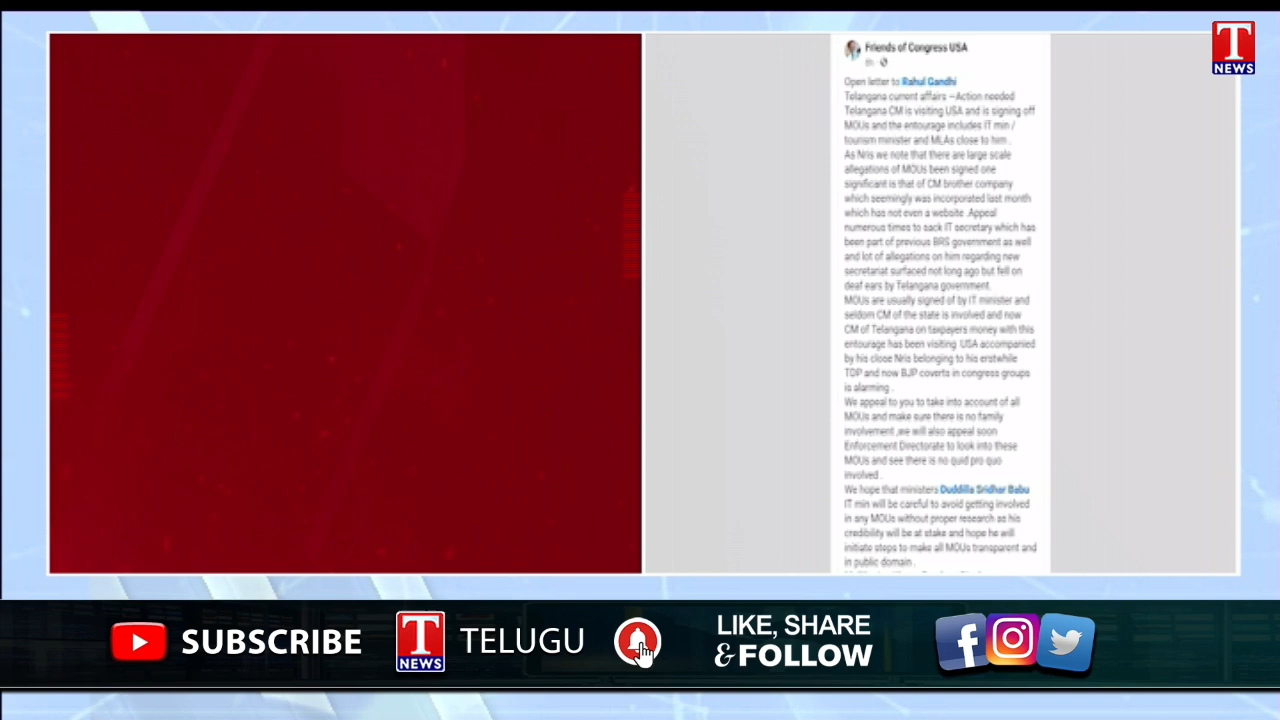 T
NEWS
Friends of Congress USA
Open letter to Rahul Gandhi
Telangana current affairs –Action needed
Telangana CM is visiting USA and is signing off
MOUs and the entourage includes IT min /
tourism minister and MLAs close to him .
As Nris we note that there are large scale
allegations of MOUs been signed one
significant is that of CM brother company
which seemingly was incorporated last month
which has not even a website .Appeal
numerous times to sack IT secretary which has
been part of previous BRS government as well
and lot of allegations on him regarding new
secretariat surfaced not long ago but fell on
deaf ears by Telangana government.
MOUs are usually signed of by IT minister and
seldom CM of the state is involved and now
CM of Telangana on taxpayers money with this
entourage has been visiting USA accompanied
by his close Nris belonging to his erstwhile
TDP and now BJP coverts in congress groups
is alarming .
We appeal to you to take into account of all
MOUs and make sure there is no family
involvement ,we will also appeal soon
Enforcement Directorate to look into these
MOUs and see there is no quid pro quo
involved .
We hope that ministers Duddilla Sridhar Babu
IT min will be careful to avoid getting involved
in any MOUs without proper research as his
credibility will be at stake and hope he will
initiate steps to make all MOUs transparent and
in public domain .
SUBSCRIBE
T
NEWS
TELUGU
LIKE, SHARE
& FOLLOW